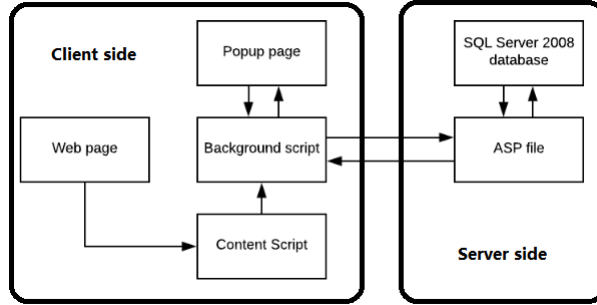 Client side
Popup page
SQL Server 2008
database
Web page
Background script
ASP file
Content Script
Server side